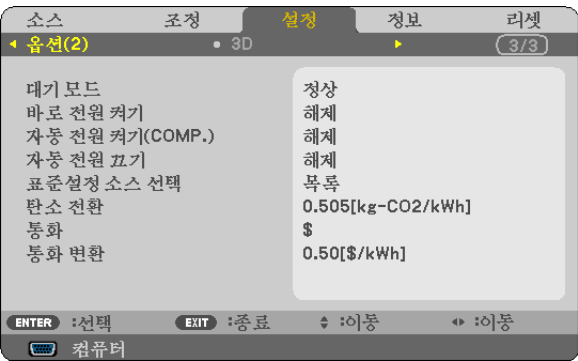 소스 조정 설정 정보 리셋
옵션(2) 3D 3/3
대기 모드 정상
바로 전원 켜기 해제
자동 전원 켜기(COMP.) 해제
자동 전원 끄기 해제
표준설정 소스 선택 목록
탄소 전환 0.505[kg-CO2/kWh]
통화 $
통화 변환 0.50[$/kWh]
ENTER :선택 EXIT :종료 :이동 :이동
컴퓨터